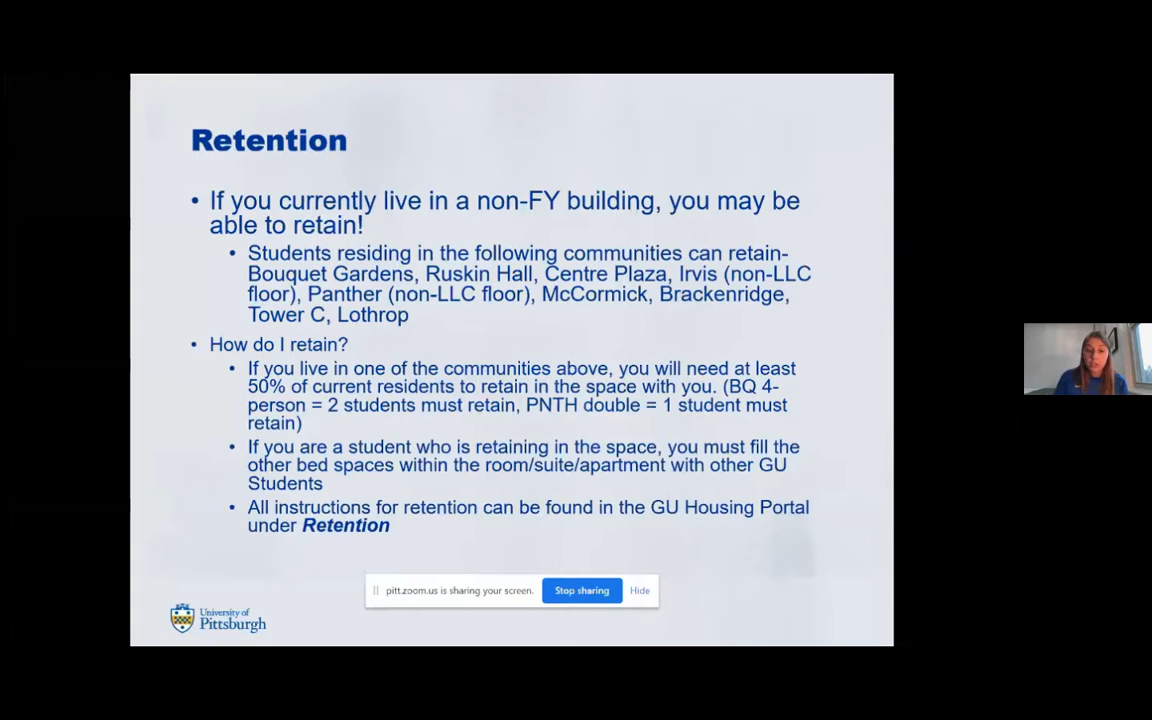 Retention
• If you currently live in a non-FY building, you may be
able to retain!
• Students residing in the following communities can retain-
Bouquet Gardens, Ruskin Hall, Centre Plaza, Irvis (non-LLC
floor), Panther (non-LLC floor), McCormick, Brackenridge,
Tower C, Lothrop
• How do I retain?
• If you live in one of the communities above, you will need at least
50% of current residents to retain in the space with you. (BQ 4-
person = 2 students must retain, PNTH double = 1 student must
retain)
• If you are a student who is retaining in the space, you must fill the
other bed spaces within the room/suite/apartment with other GU
Students
• All instructions for retention can be found in the GU Housing Portal
under Retention
pitt.zoom.us is sharing your screen. Stop sharing Hide
University of
Pittsburgh